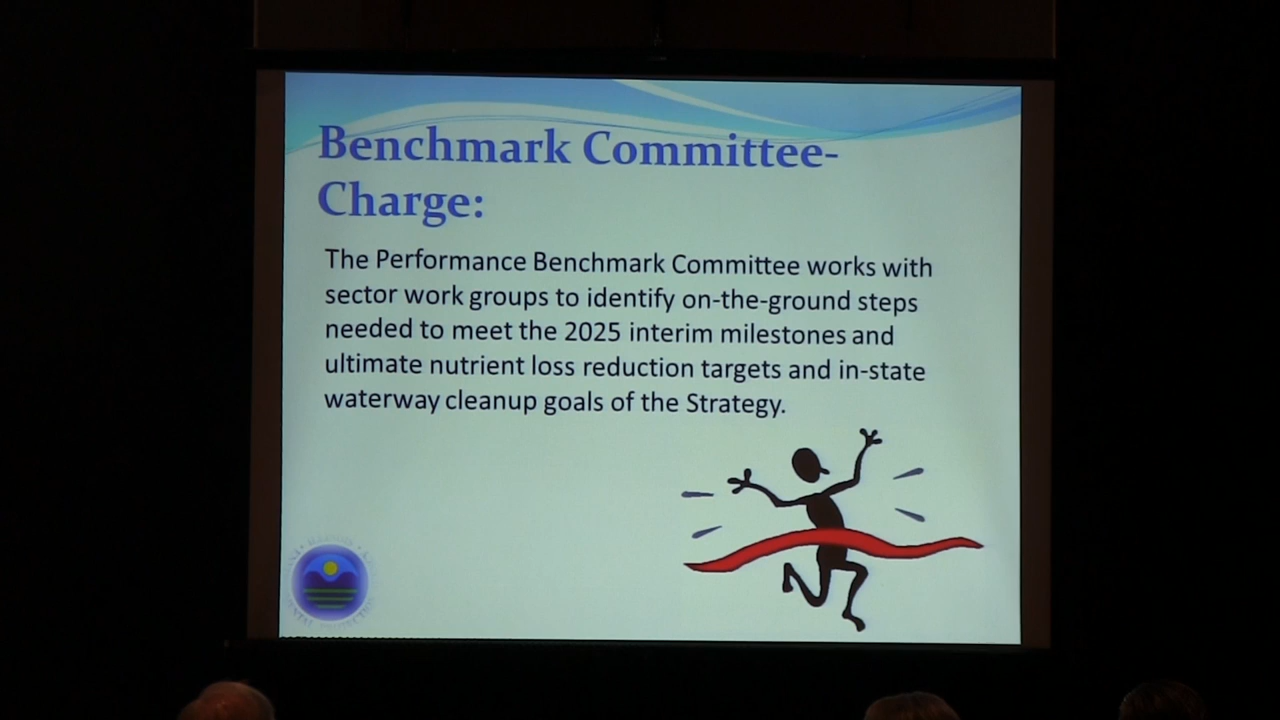 Benchmark Committee-
Charge:
The Performance Benchmark Committee works with
sector work groups to identify on-the-ground steps
needed to meet the 2025 interim milestones and
ultimate nutrient loss reduction targets and in-state
waterway cleanup goals of the Strategy.